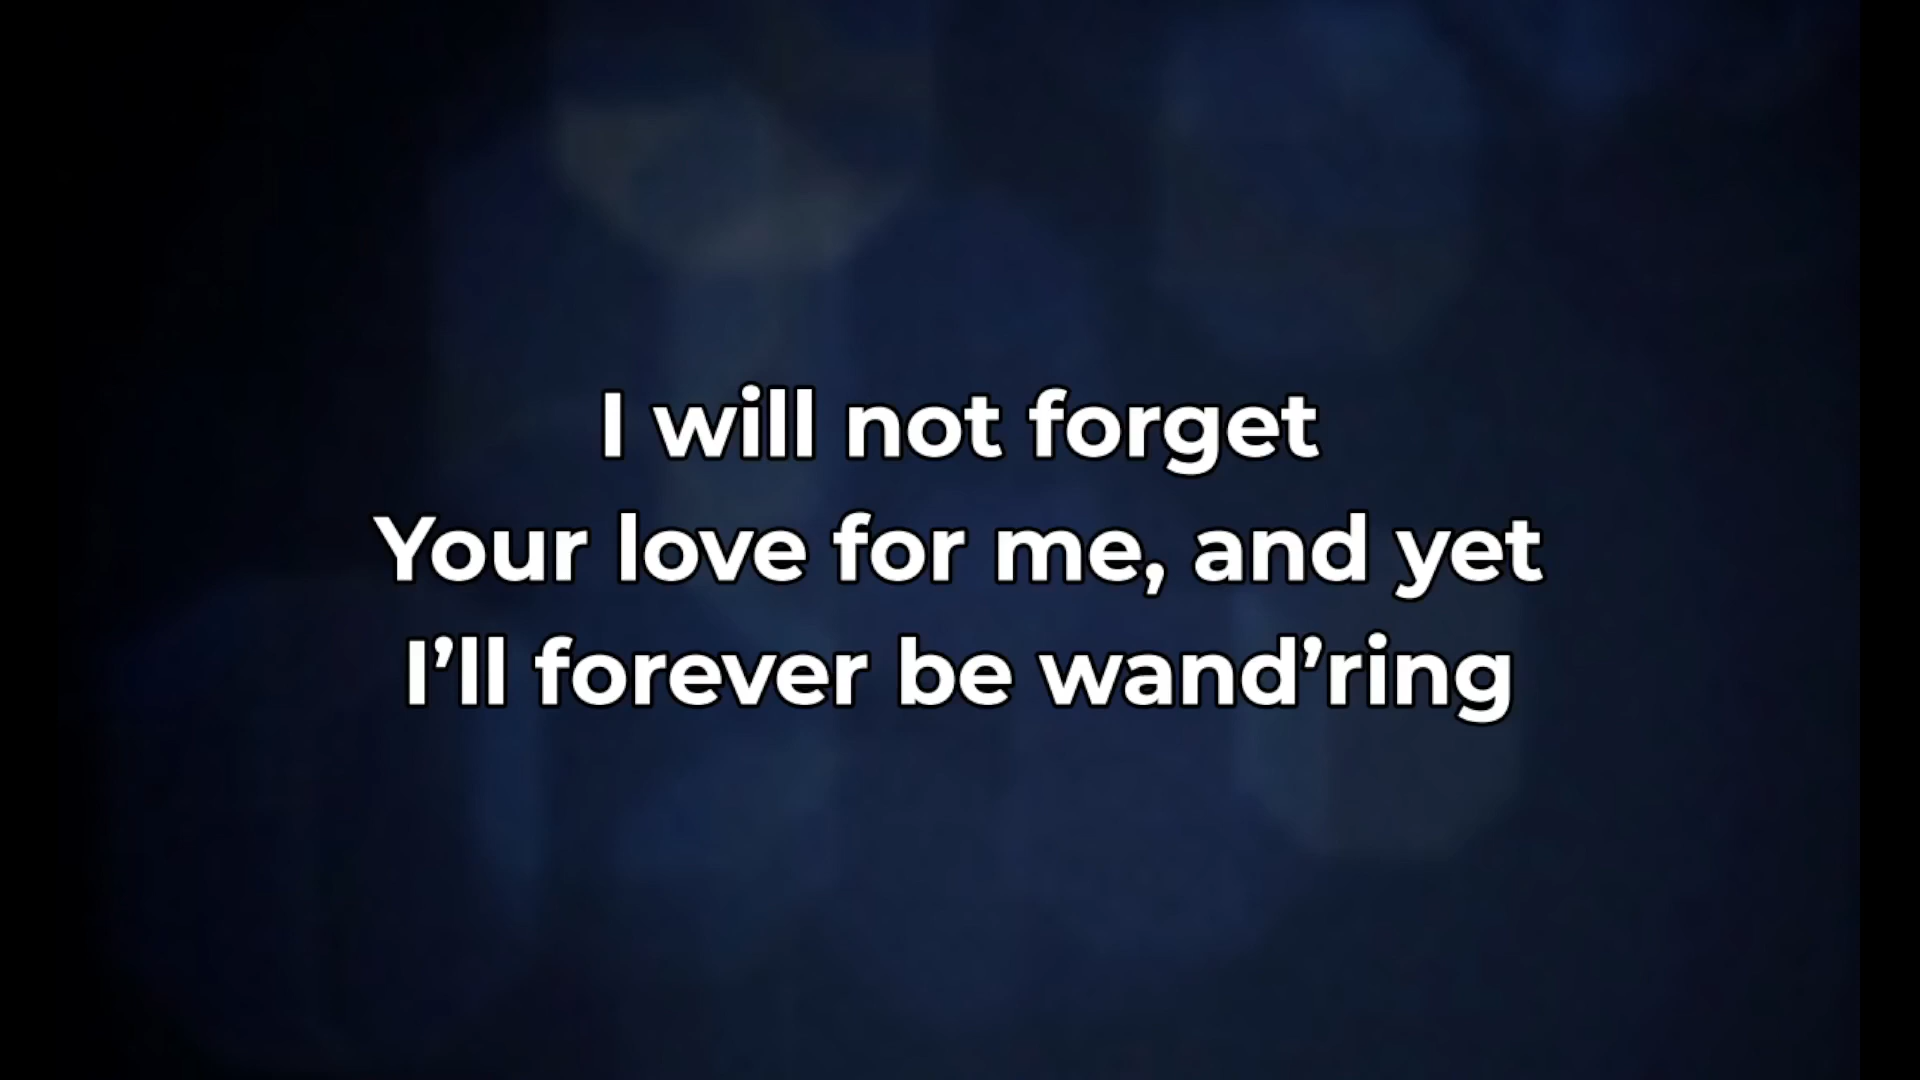 I will not forget
Your love for me, and yet
I’ll forever be wand’ring